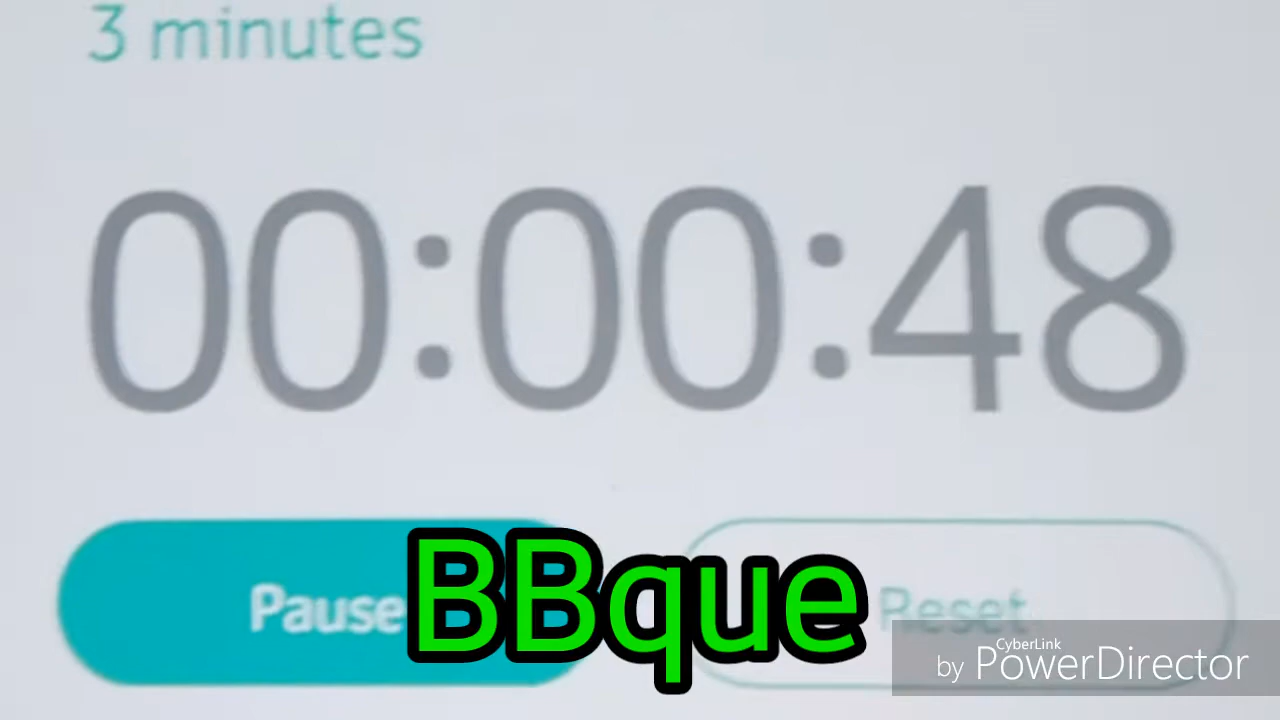 3 minutes
00:00:48
Pause
BBque
Reset
CyberLink
by PowerDirector